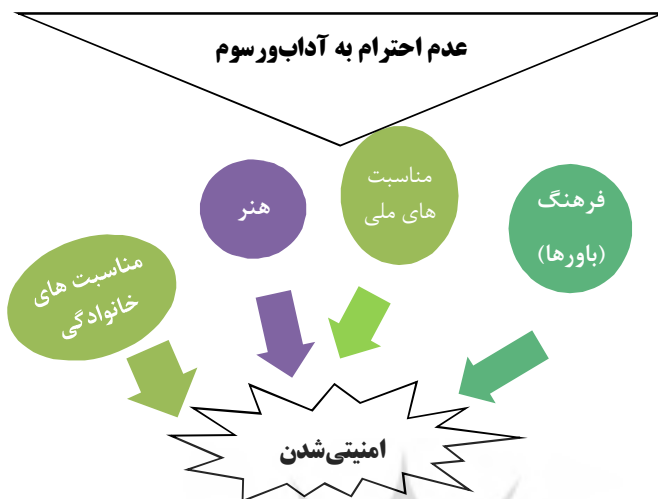 عدم احترام به آداب‌ورسوم
مناسبت
های ملی
هنر
فرهنگ
(باورها)
مناسبت های
خانوادگی
امنیتی‌شدن